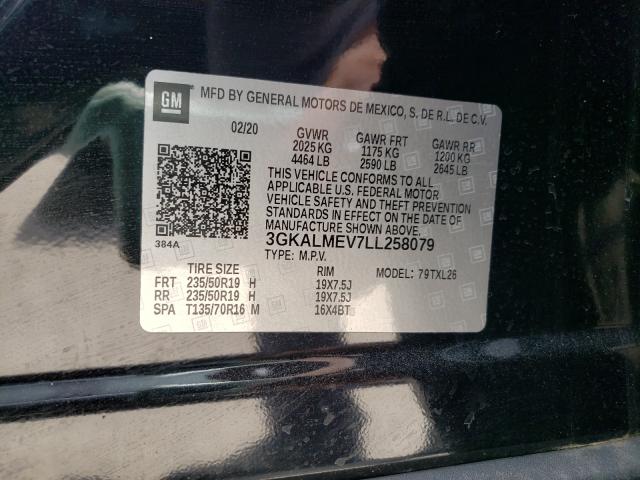 GM MFD BY GENERAL MOTORS DE MEXICO, S. DE R.L. DE C.V.
02/20 GVWR GAWR FRT GAWR RR
2025 KG 1175 KG 1200 KG
4464 LB 2590 LB 2645 LB
THIS VEHICLE CONFORMS TO ALL
APPLICABLE U.S. FEDERAL MOTOR
VEHICLE SAFETY AND THEFT PREVENTION
STANDARDS IN EFFECT ON THE DATE OF
MANUFACTURE SHOWN ABOVE.
384A 3GKALMEV7LL258079
TYPE: M.P.V.
TIRE SIZE RIM MODEL: 79TXL26
FRT 235/50R19 H 19X7.5J
RR 235/50R19 H 19X7.5J
SPA T135/70R16 M 16X4BT